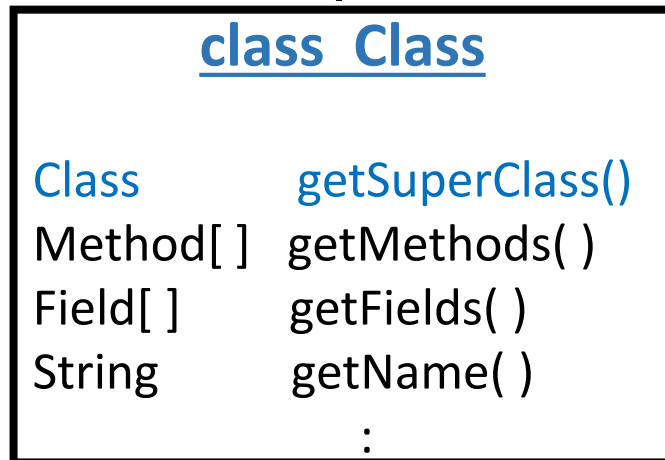 class Class
Class getSuperClass()
Method[ ] getMethods( )
Field[ ] getFields( )
String getName( )
: